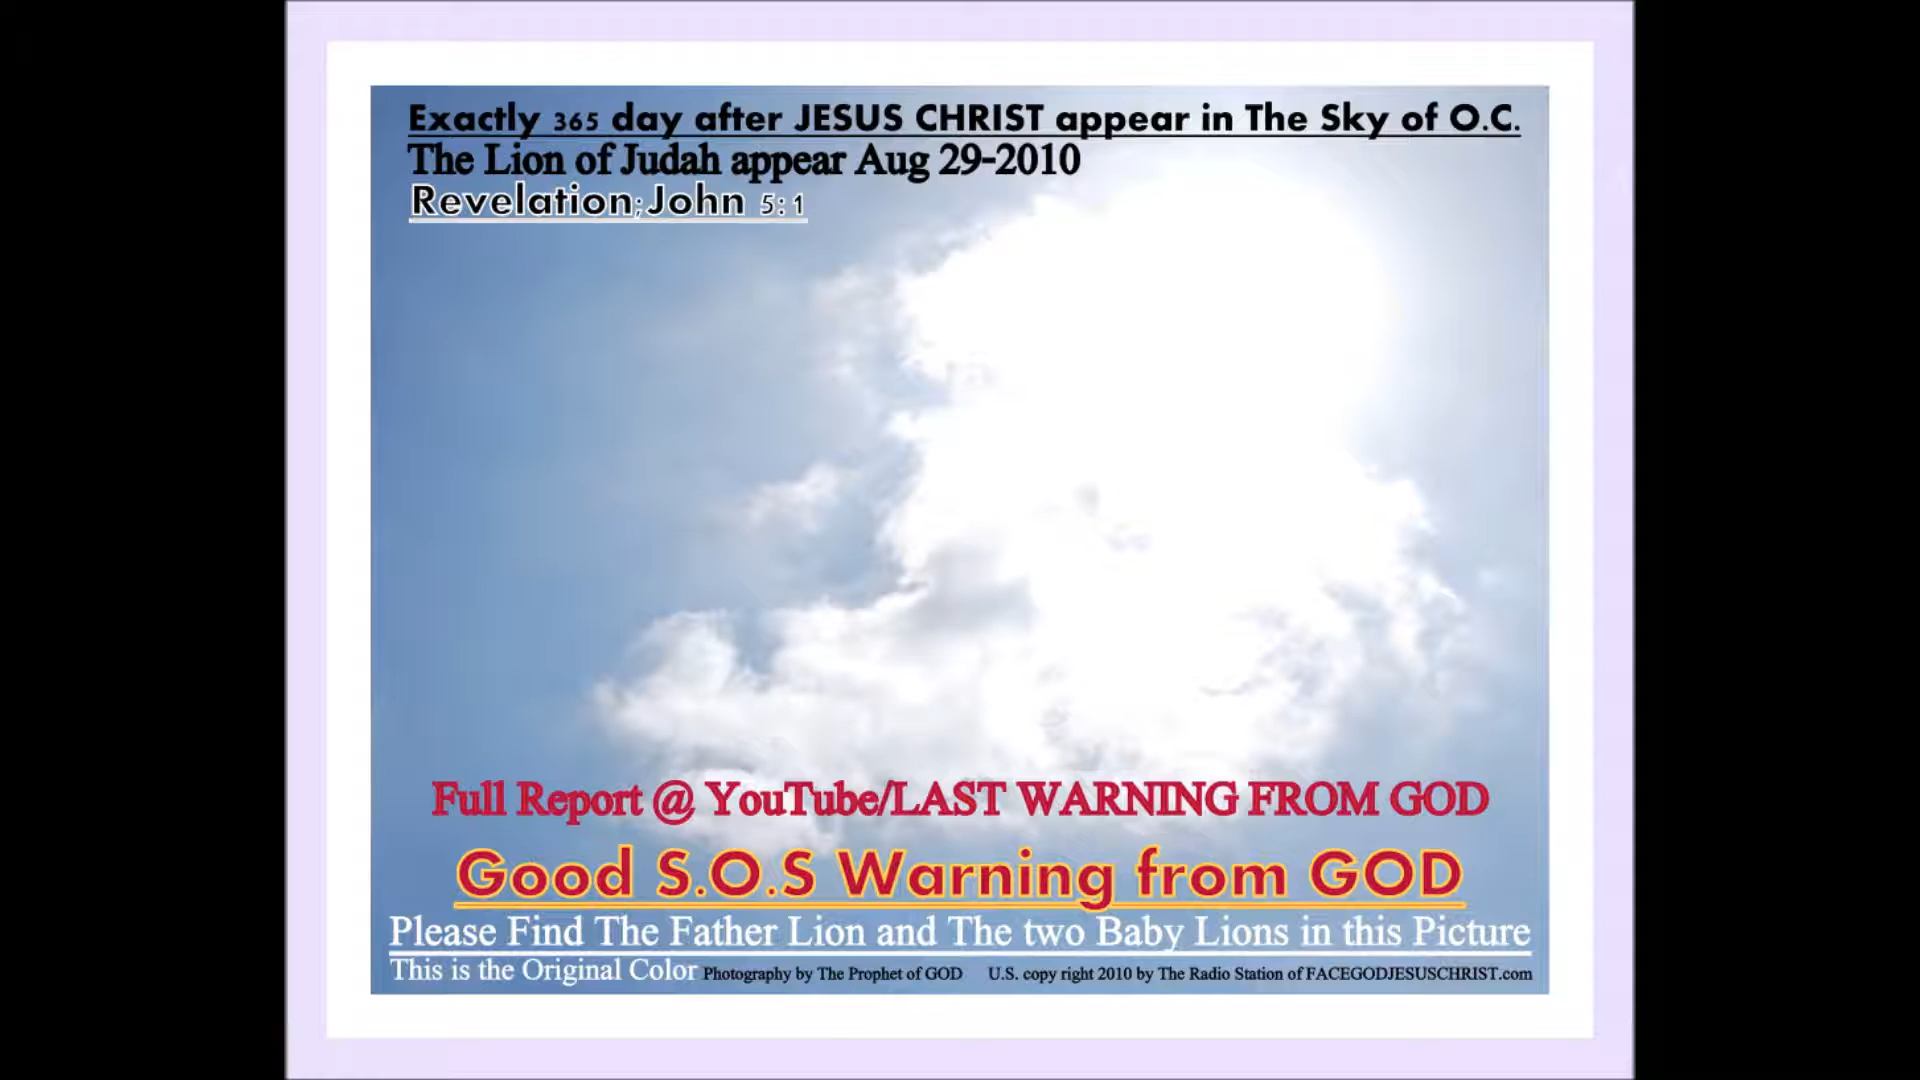 Exactly 365 day after JESUS CHRIST appear in The Sky of O.C.
The Lion of Judah appear Aug 29-2010
Revelation;John 5:1
Full Report @ YouTube/LAST WARNING FROM GOD
Good S.O.S Warning from GOD
Please Find The Father Lion and The two Baby Lions in this Picture
This is the Original Color Photography by The Prophet of GOD U.S. copy right 2010 by The Radio Station of FACEGODJESUSCHRIST.com